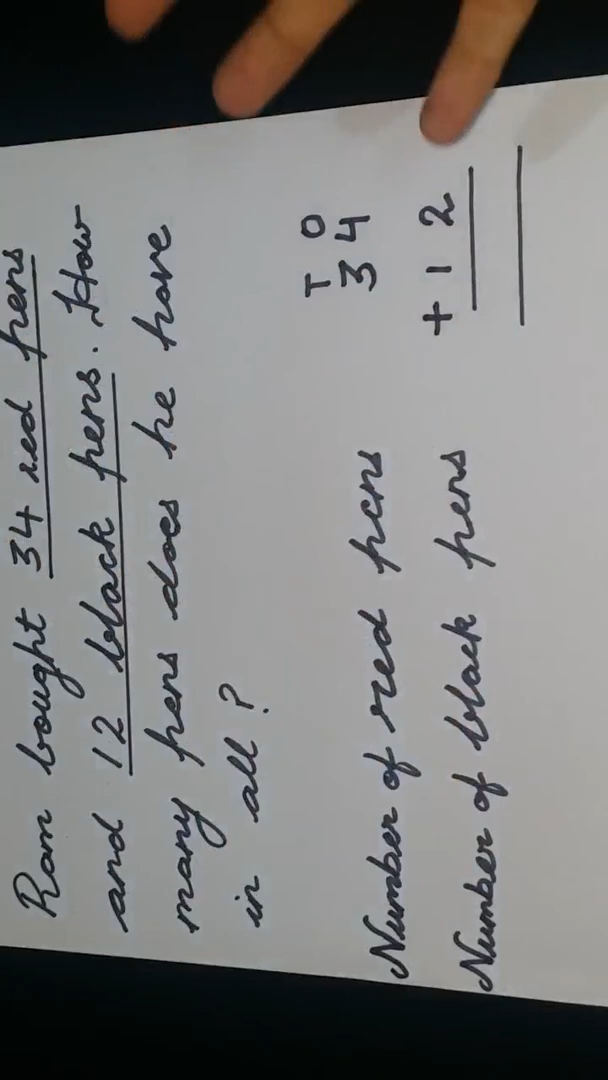 Ram bought 34 red pens
and 12 black pens. How
many pens does he have
in all?
T O
Number of red pens 3 4
Number of black pens + 1 2